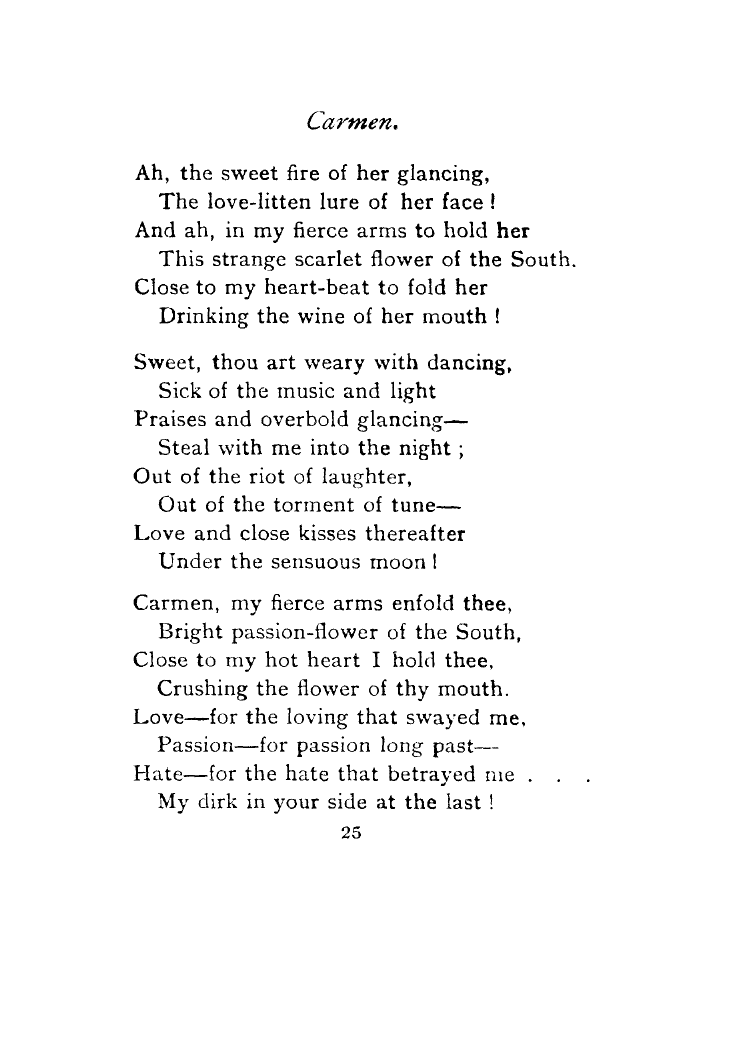 Carmen.
Ah, the sweet fire of her glancing,
The love-litten lure of her face !
And ah, in my fierce arms to hold her
This strange scarlet flower of the South.
Close to my heart-beat to fold her
Drinking the wine of her mouth !
Sweet, thou art weary with dancing,
Sick of the music and light
Praises and overbold glancing—
Steal with me into the night ;
Out of the riot of laughter,
Out of the torment of tune—
Love and close kisses thereafter
Under the sensuous moon !
Carmen, my fierce arms enfold thee,
Bright passion-flower of the South,
Close to my hot heart I hold thee,
Crushing the flower of thy mouth.
Love—for the loving that swayed me,
Passion—for passion long past—
Hate—for the hate that betrayed me . . .
My dirk in your side at the last !
25